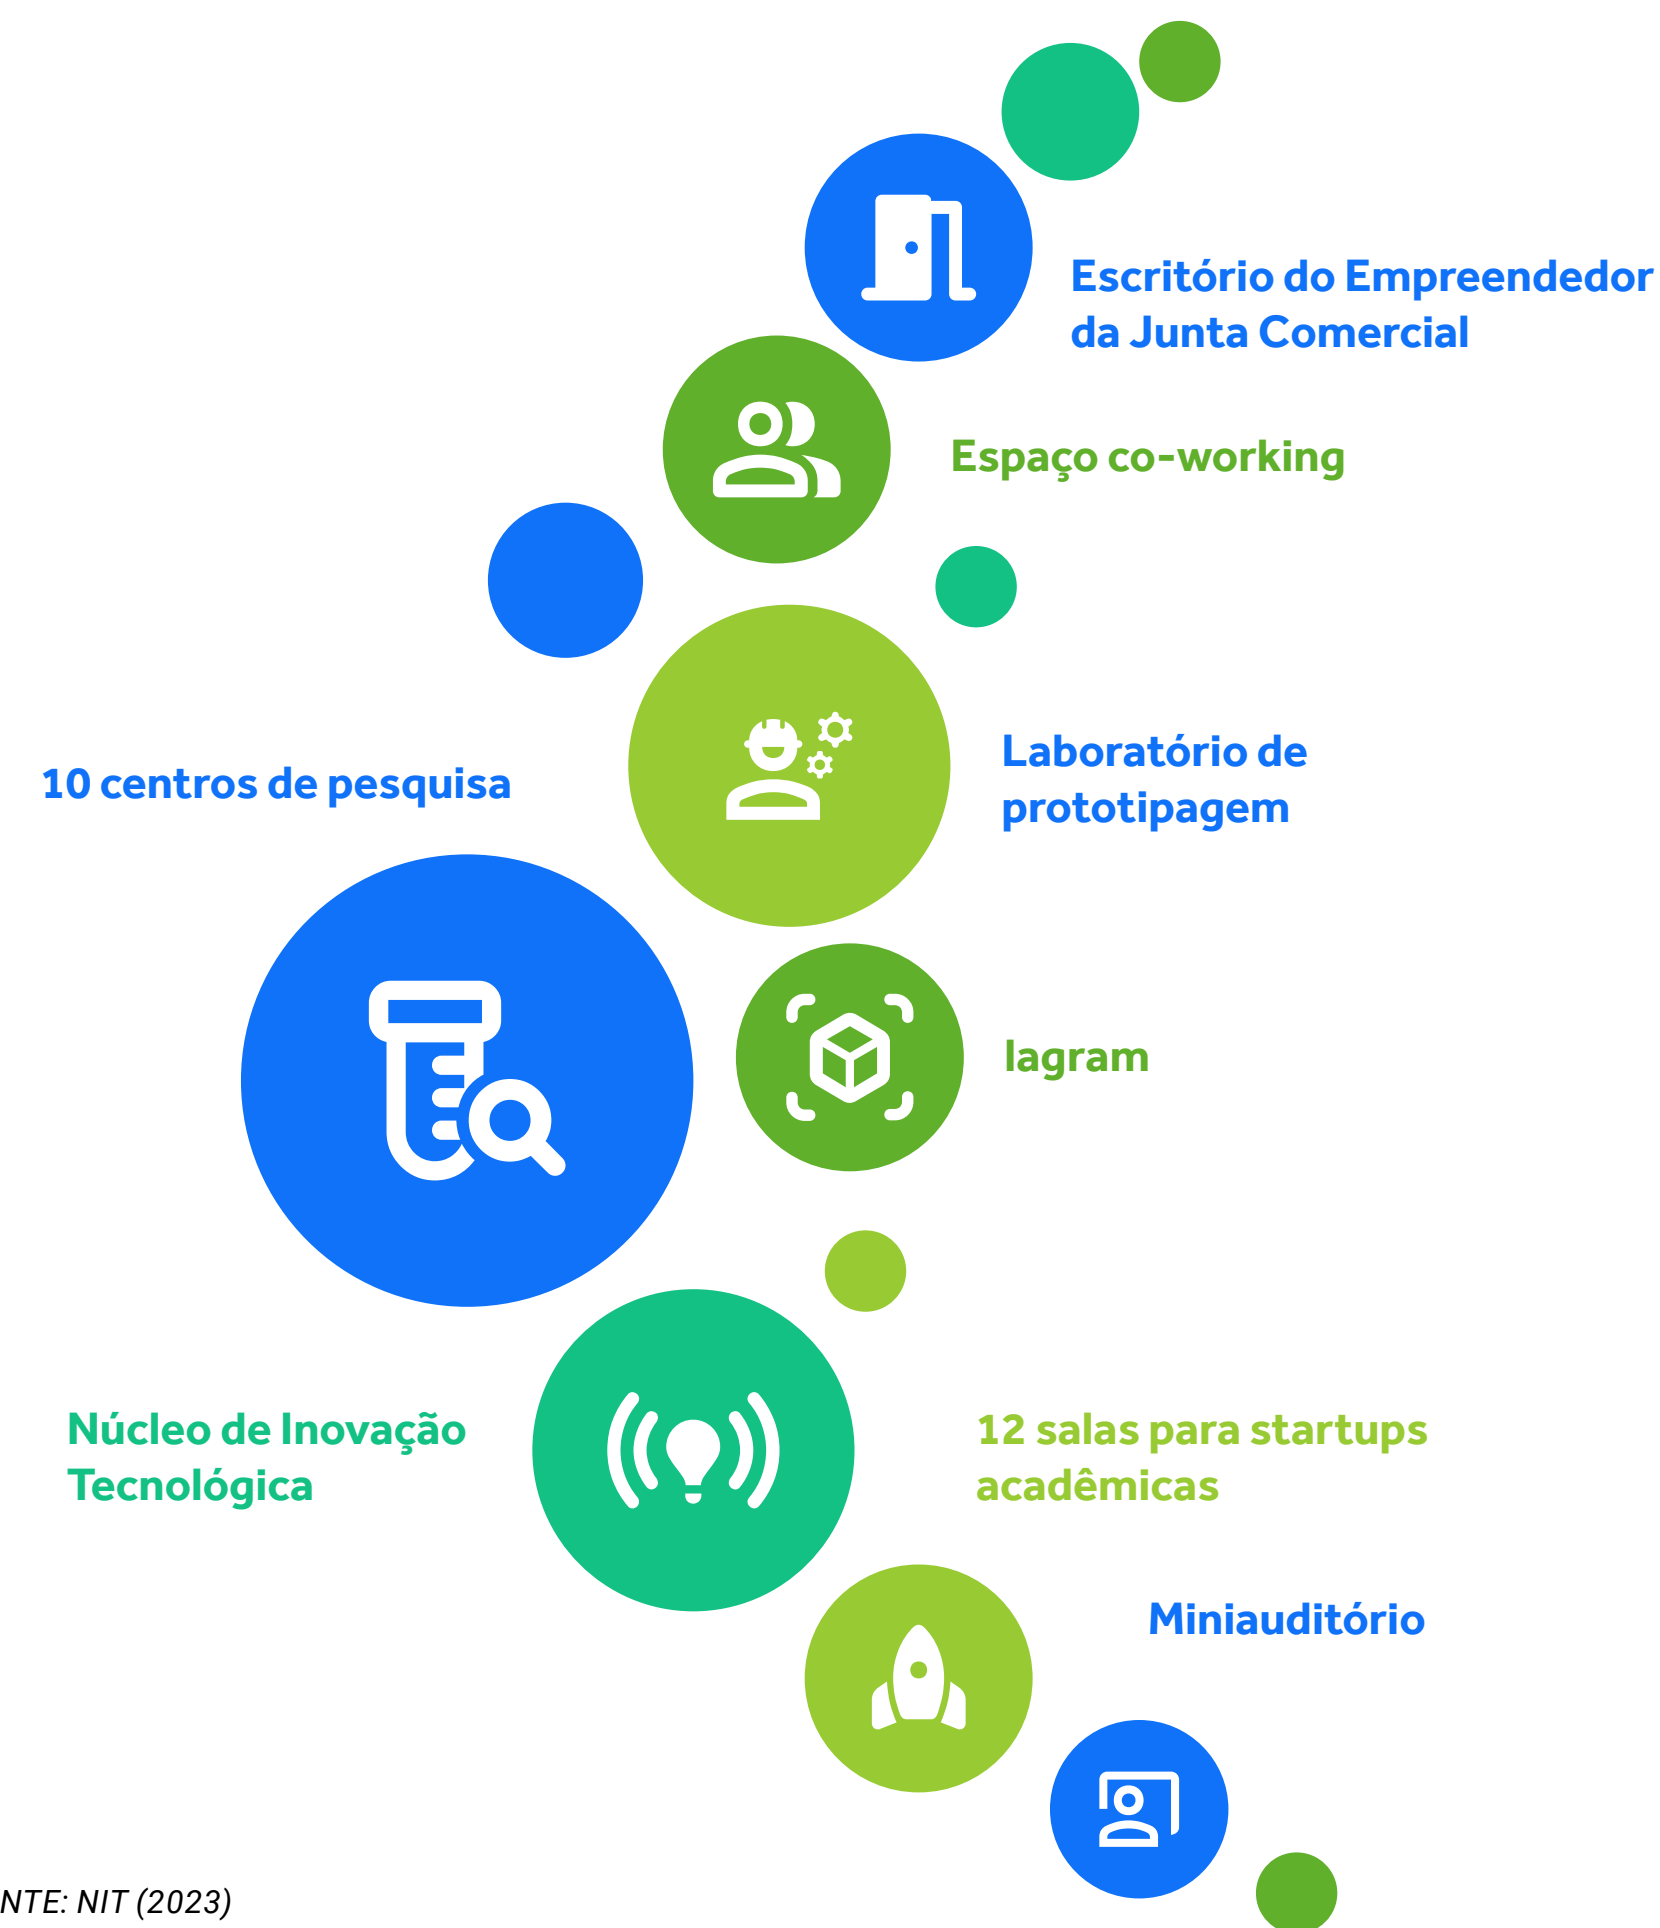 Escritório do Empreendedor
da Junta Comercial
Espaço co-working
10 centros de pesquisa
Laboratório de
prototipagem
lagram
Núcleo de Inovação
Tecnológica
12 salas para startups
acadêmicas
Miniauditório
NTE: NIT (2023)